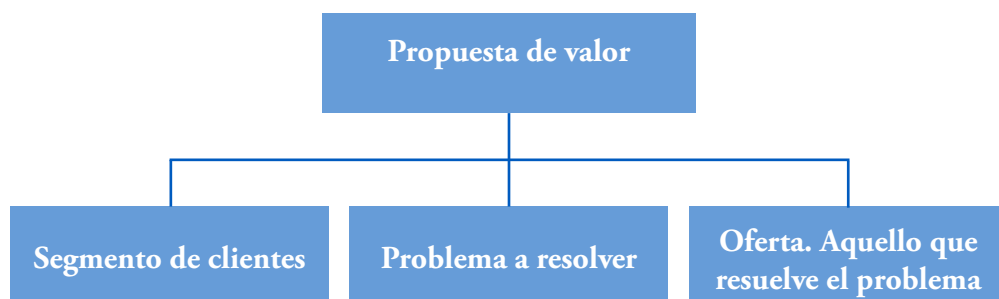 Propuesta de valor
Segmento de clientes
Problema a resolver
Oferta. Aquello que
resuelve el problema